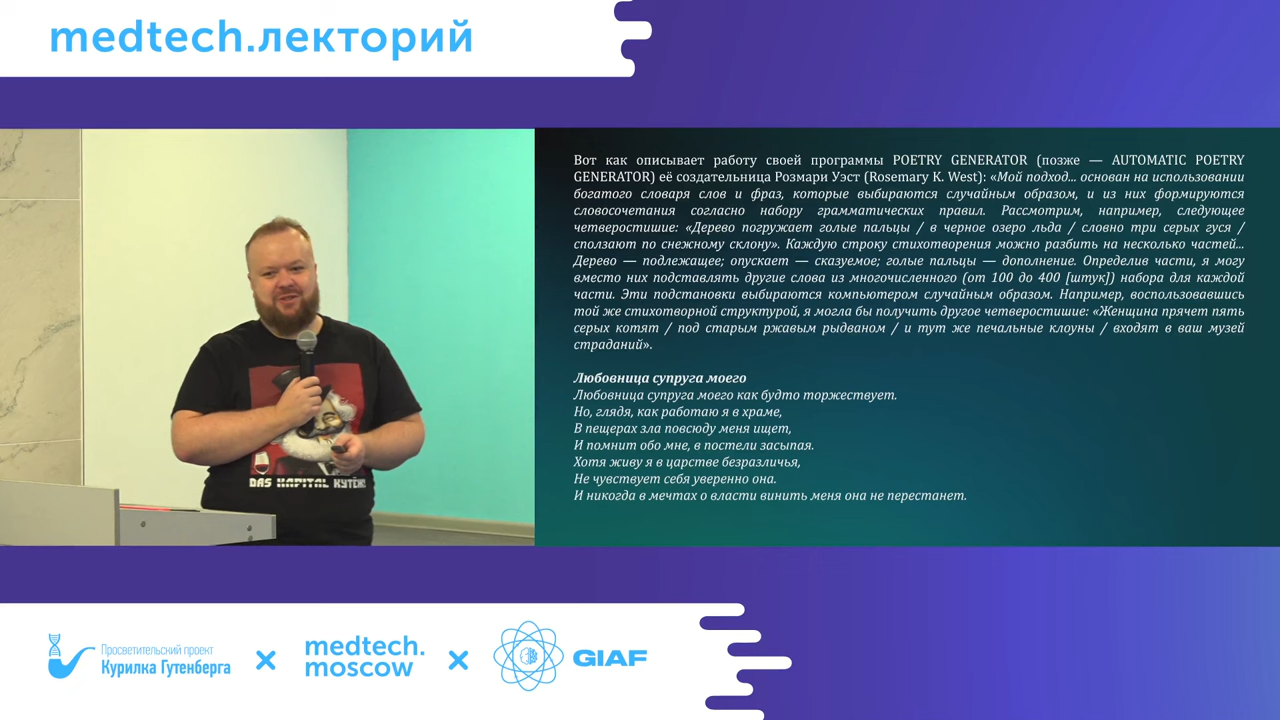 medtech.лекторий
DAS KAPITAL КУТЁЖ
Вот как описывает работу своей программы POETRY GENERATOR (позже — AUTOMATIC POETRY
GENERATOR) её создательница Розмари Уэст (Rosemary K. West): «Мой подход... основан на использовании
богатого словаря слов и фраз, которые выбираются случайным образом, и из них формируются
словосочетания согласно набору грамматических правил. Рассмотрим, например, следующее
четверостишие: «Дерево погружает голые пальцы / в черное озеро льда / словно три серых гуся /
сползают по снежному склону». Каждую строку стихотворения можно разбить на несколько частей...
Дерево — подлежащее; опускает — сказуемое; голые пальцы — дополнение. Определив части, я могу
вместо них подставлять другие слова из многочисленного (от 100 до 400 [штук]) набора для каждой
части. Эти подстановки выбираются компьютером случайным образом. Например, воспользовавшись
той же стихотворной структурой, я могла бы получить другое четверостишие: «Женщина прячет пять
серых котят / под старым ржавым рыдваном / и тут же печальные клоуны / входят в ваш музей
страданий».
Любовница супруга моего
Любовница супруга моего как будто торжествует.
Но, глядя, как работаю я в храме,
В пещерах зла повсюду меня ищет,
И помнит обо мне, в постели засыпая.
Хотя живу я в царстве безразличья,
Не чувствует себя уверенно она.
И никогда в мечтах о власти винить меня она не перестанет.
Просветительский проект
Курилка Гутенберга
medtech.
moscow
GIAF